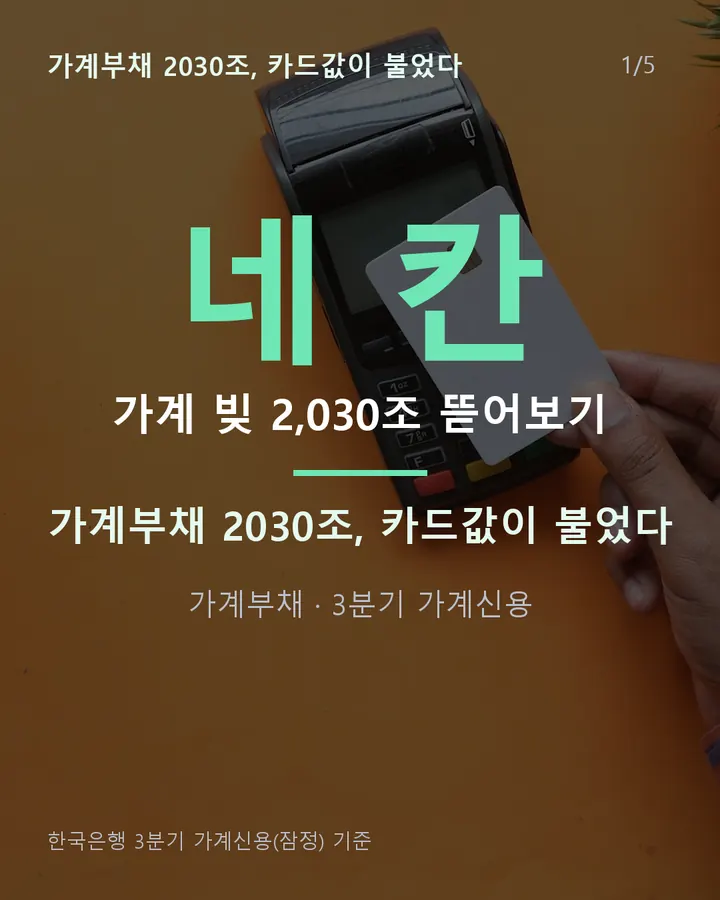 가계부채 2030조, 카드값이 불었다
1/5
네 칸
가계 빚 2,030조 뜯어보기
가계부채 2030조, 카드값이 불었다
가계부채 · 3분기 가계신용
한국은행 3분기 가계신용(잠정) 기준